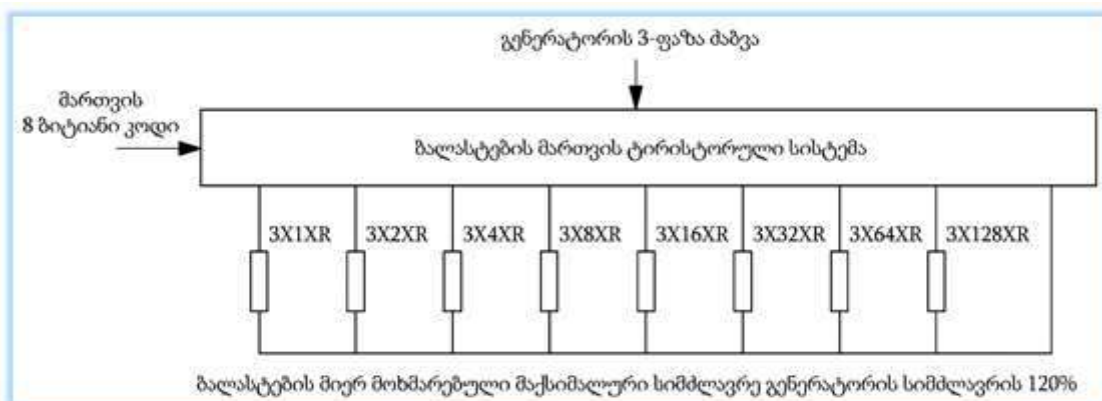 გენერატორის 3-ფაზა ძაბვა
მართვის
8 ბიტიანი კოდი
ბალასტების მართვის ტირისტორული სისტემა
3X1XR 3X2XR 3X4XR 3X8XR 3X16XR 3X32XR 3X64XR 3X128XR
ბალასტების მიერ მოხმარებული მაქსიმალური სიმძლავრე გენერატორის სიმძლავრის 120%